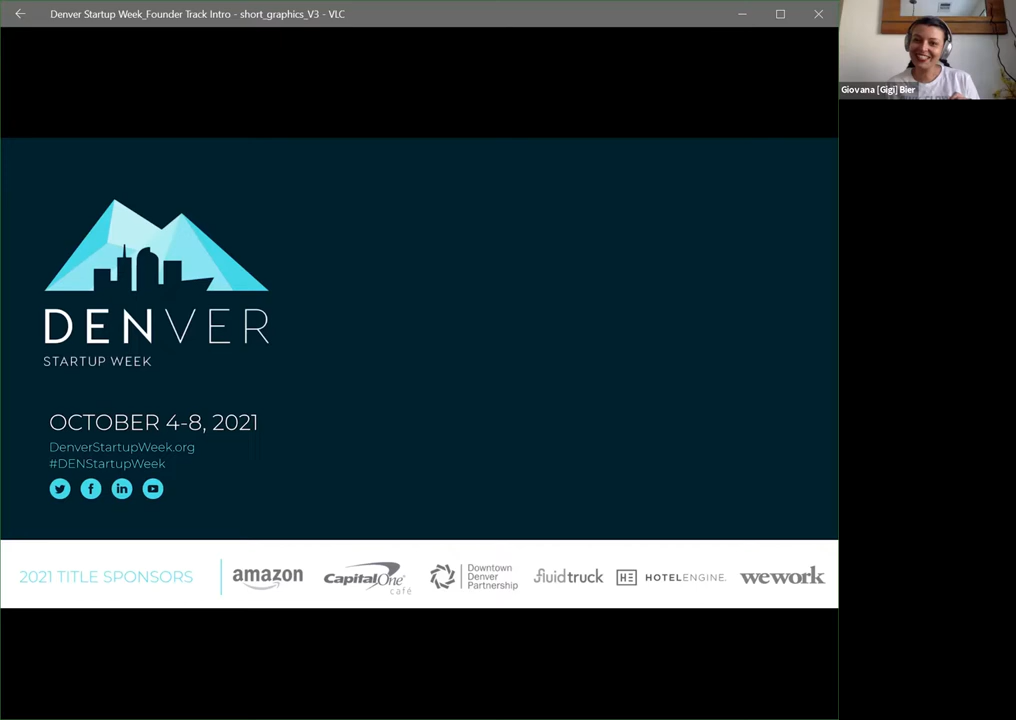 Denver Startup Week_Founder Track Intro - short_graphics_V3 - VLC
Giovana [Gigi] Bier
DENVER
STARTUP WEEK
OCTOBER 4-8, 2021
DenverStartupWeek.org
#DENStartupWeek
2021 TITLE SPONSORS
amazon
CapitalOne
café
Downtown
Denver
Partnership
fluidtruck
HE HOTELENGINE.
wework